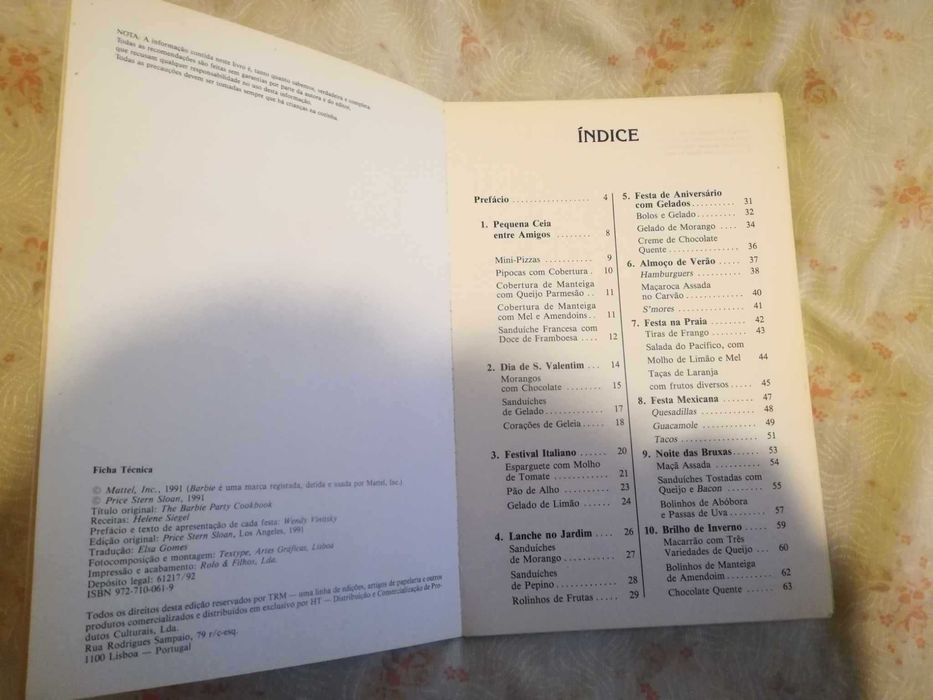 NOTA: A informação contida neste livro é, tanto quanto sabemos, verdadeira e completa.
Todas as recomendações são feitas sem garantias por parte da autora e do editor,
que recusam qualquer responsabilidade no uso desta informação.
Todas as precauções devem ser tomadas sempre que há crianças na cozinha.
Ficha Técnica
© Mattel, Inc., 1991 (Barbie é uma marca registada, detida e usada por Mattel, Inc.)
© Price Stern Sloan, 1991
Título original: The Barbie Party Cookbook
Receitas: Helene Siegel
Prefácio e texto de apresentação de cada festa: Wendy Vinitsky
Edição original: Price Stern Sloan, Los Angeles, 1991
Tradução: Elsa Gomes
Fotocomposição e montagem: Textype, Artes Gráficas, Lisboa
Impressão e acabamento: Rolo & Filhos, Lda.
Depósito legal: 61217/92
ISBN 972-710-061-9
Todos os direitos desta edição reservados por TRM — uma linha de edições, artigos de papelaria e outros
produtos comercializados e distribuídos em exclusivo por HT — Distribuição e Comercialização de Pro-
dutos Culturais, Lda.
Rua Rodrigues Sampaio, 79 r/c-esq.
1100 Lisboa — Portugal
ÍNDICE
Prefácio .................. 4
1. Pequena Ceia
entre Amigos ........ 8
Mini-Pizzas ........... 9
Pipocas com Cobertura . 10
Cobertura de Manteiga
com Queijo Parmesão .. 11
Cobertura de Manteiga
com Mel e Amendoins .. 11
Sanduíche Francesa com
Doce de Framboesa .... 12
2. Dia de S. Valentim ... 14
Morangos
com Chocolate ........ 15
Sanduíches
de Gelado ............. 17
Corações de Geleia ..... 18
3. Festival Italiano ...... 20
Esparguete com Molho
de Tomate ............ 21
Pão de Alho .......... 23
Gelado de Limão ...... 24
4. Lanche no Jardim .... 26
Sanduíches
de Morango ........... 27
Sanduíches
de Pepino ............. 28
Rolinhos de Frutas ..... 29
5. Festa de Aniversário
com Gelados .......... 31
Bolos e Gelado ........ 32
Gelado de Morango .... 34
Creme de Chocolate
Quente ................ 36
6. Almoço de Verão ..... 37
Hamburguers .......... 38
Maçaroca Assada
no Carvão ............. 40
S'mores ............... 41
7. Festa na Praia ........ 42
Tiras de Frango ........ 43
Salada do Pacífico, com
Molho de Limão e Mel 44
Taças de Laranja
com frutos diversos ..... 45
8. Festa Mexicana ....... 47
Quesadillas ............ 48
Guacamole ............ 49
Tacos ................. 51
9. Noite das Bruxas ...... 53
Maçã Assada .......... 54
Sanduíches Tostadas com
Queijo e Bacon ........ 55
Bolinhos de Abóbora
e Passas de Uva ........ 57
10. Brilho de Inverno ..... 59
Macarrão com Três
Variedades de Queijo ... 60
Bolinhos de Manteiga
de Amendoim ......... 62
Chocolate Quente ...... 63